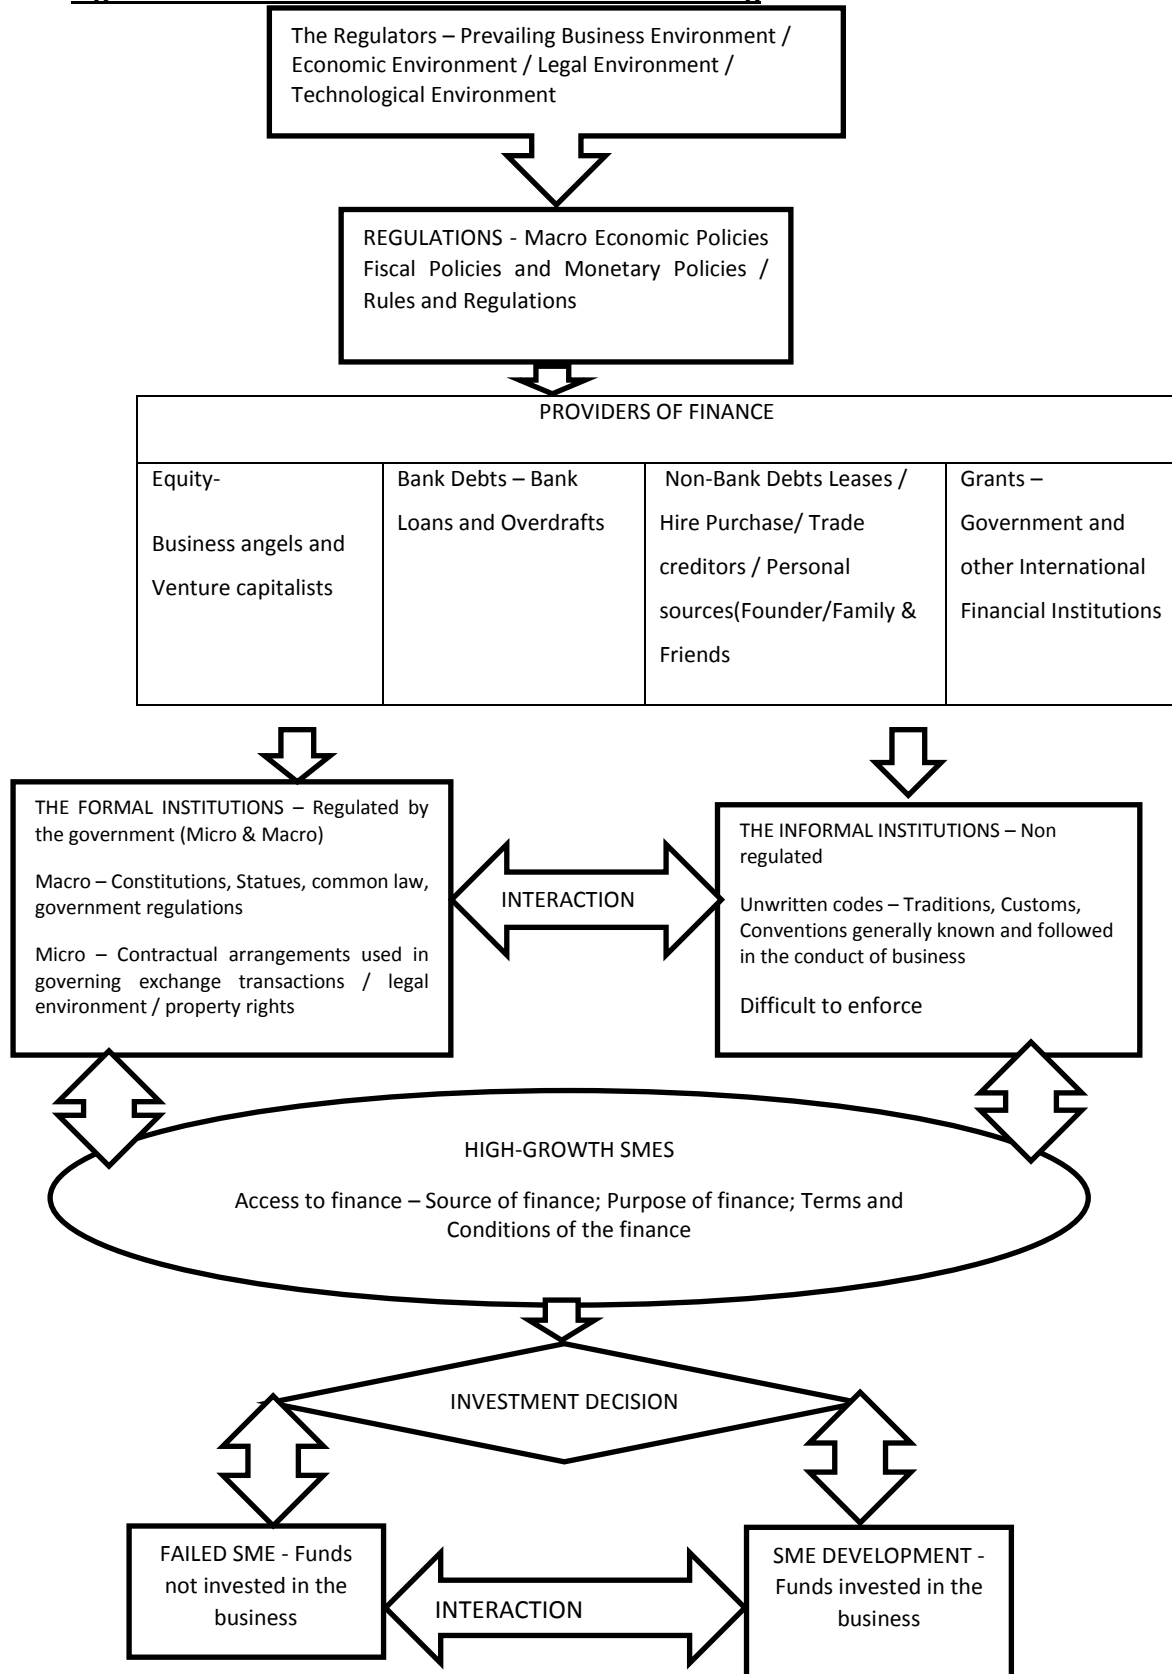 The Regulators – Prevailing Business Environment /
Economic Environment / Legal Environment /
Technological Environment
REGULATIONS - Macro Economic Policies
Fiscal Policies and Monetary Policies /
Rules and Regulations
PROVIDERS OF FINANCE
Equity-
Business angels and
Venture capitalists
Bank Debts – Bank
Loans and Overdrafts
Non-Bank Debts Leases /
Hire Purchase/ Trade
creditors / Personal
sources(Founder/Family &
Friends
Grants –
Government and
other International
Financial Institutions
THE FORMAL INSTITUTIONS – Regulated by
the government (Micro & Macro)
Macro – Constitutions, Statues, common law,
government regulations
Micro – Contractual arrangements used in
governing exchange transactions / legal
environment / property rights
INTERACTION
THE INFORMAL INSTITUTIONS – Non
regulated
Unwritten codes – Traditions, Customs,
Conventions generally known and followed
in the conduct of business
Difficult to enforce
HIGH-GROWTH SMES
Access to finance – Source of finance; Purpose of finance; Terms and
Conditions of the finance
INVESTMENT DECISION
FAILED SME - Funds
not invested in the
business
INTERACTION
SME DEVELOPMENT -
Funds invested in the
business